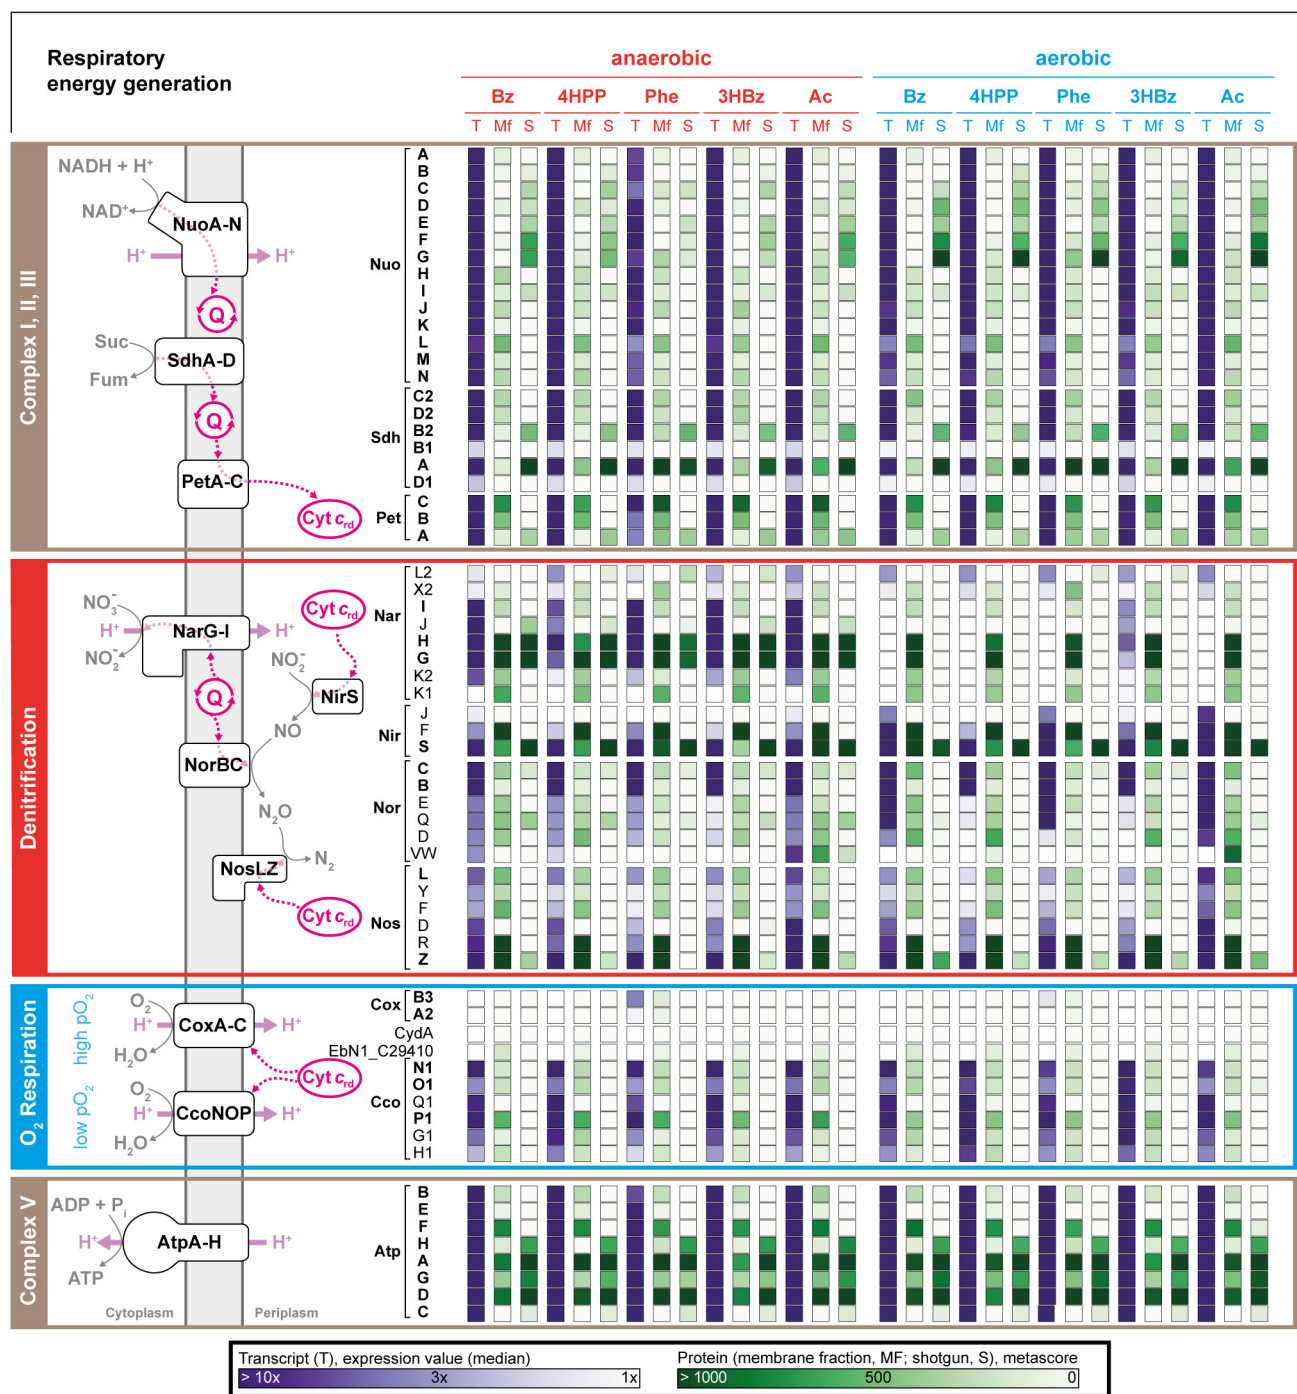 Respiratory
energy generation
anaerobic
aerobic
Bz 4HPP Phe 3HBz Ac Bz 4HPP Phe 3HBz Ac
T Mf S T Mf S T Mf S T Mf S T Mf S T Mf S T Mf S T Mf S T Mf S T Mf S
Complex I, II, III
NADH + H⁺
NAD⁺
NuoA-N
H⁺
H⁺
Q
Suc
SdhA-D
Fum
Q
PetA-C
Cyt c_rd
Nuo
A
B
C
D
E
F
G
H
I
J
K
L
M
N
Sdh
C2
D2
B2
B1
A
D1
Pet
C
B
A
Denitrification
NO₃⁻
H⁺
NarG-I
H⁺
NO₂⁻
Cyt c_rd
NO₂⁻
Q
NirS
NO
NorBC
N₂O
NosLZ
N₂
Cyt c_rd
Nar
L2
X2
I
J
H
G
K2
K1
Nir
J
F
S
Nor
C
B
E
Q
D
VW
Nos
L
Y
F
D
R
Z
O₂ Respiration
high pO₂
O₂
H⁺
CoxA-C
H⁺
H₂O
low pO₂
O₂
H⁺
CcoNOP
H⁺
H₂O
Cyt c_rd
Cox
B3
A2
CydA
EbN1_C29410
Cco
N1
O1
Q1
P1
G1
H1
Complex V
ADP + Pᵢ
H⁺
AtpA-H
H⁺
ATP
Cytoplasm
Periplasm
Atp
B
E
F
H
A
G
D
C
Transcript (T), expression value (median)
> 10x 3x 1x
Protein (membrane fraction, MF; shotgun, S), metascore
> 1000 500 0